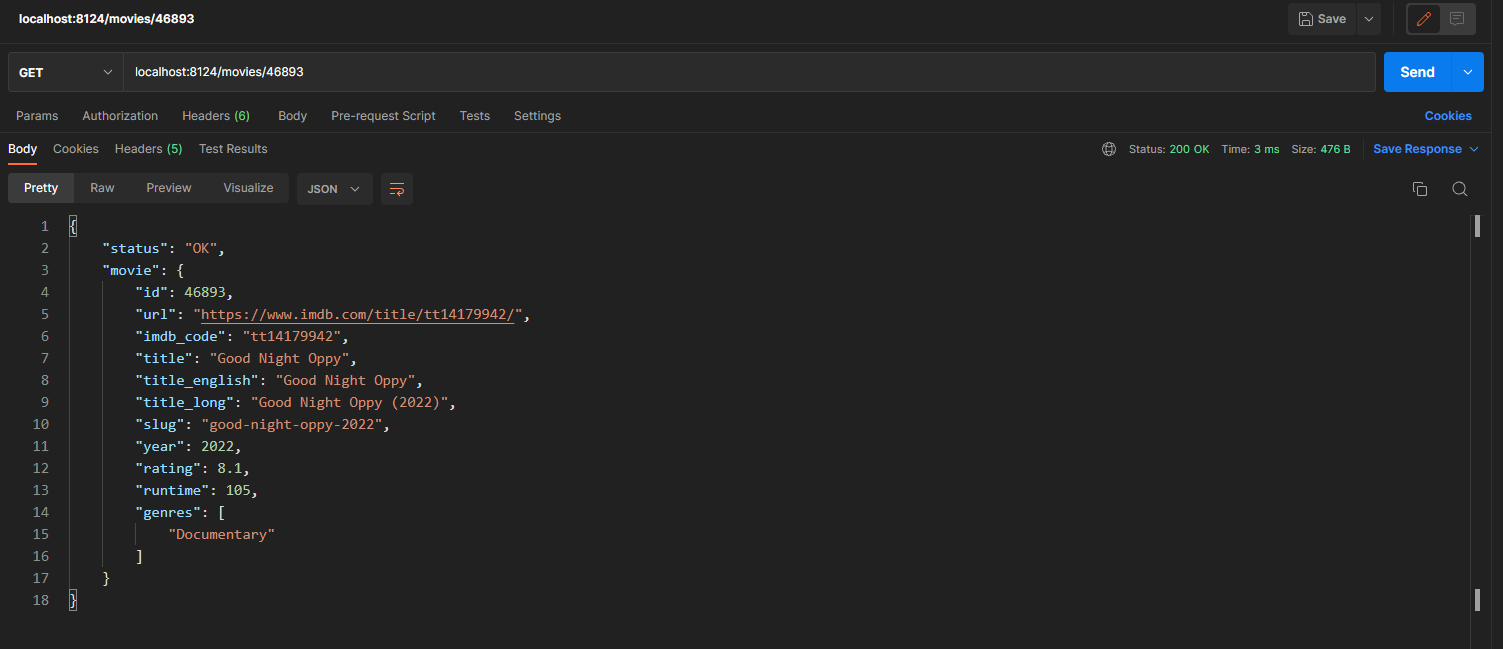 localhost:8124/movies/46893
Save
GET
localhost:8124/movies/46893
Send
Params Authorization Headers (6) Body Pre-request Script Tests Settings Cookies
Body Cookies Headers (5) Test Results Status: 200 OK Time: 3 ms Size: 476 B Save Response
Pretty Raw Preview Visualize JSON
1 {
2 "status": "OK",
3 "movie": {
4 "id": 46893,
5 "url": "https://www.imdb.com/title/tt14179942/",
6 "imdb_code": "tt14179942",
7 "title": "Good Night Oppy",
8 "title_english": "Good Night Oppy",
9 "title_long": "Good Night Oppy (2022)",
10 "slug": "good-night-oppy-2022",
11 "year": 2022,
12 "rating": 8.1,
13 "runtime": 105,
14 "genres": [
15 "Documentary"
16 ]
17 }
18 }